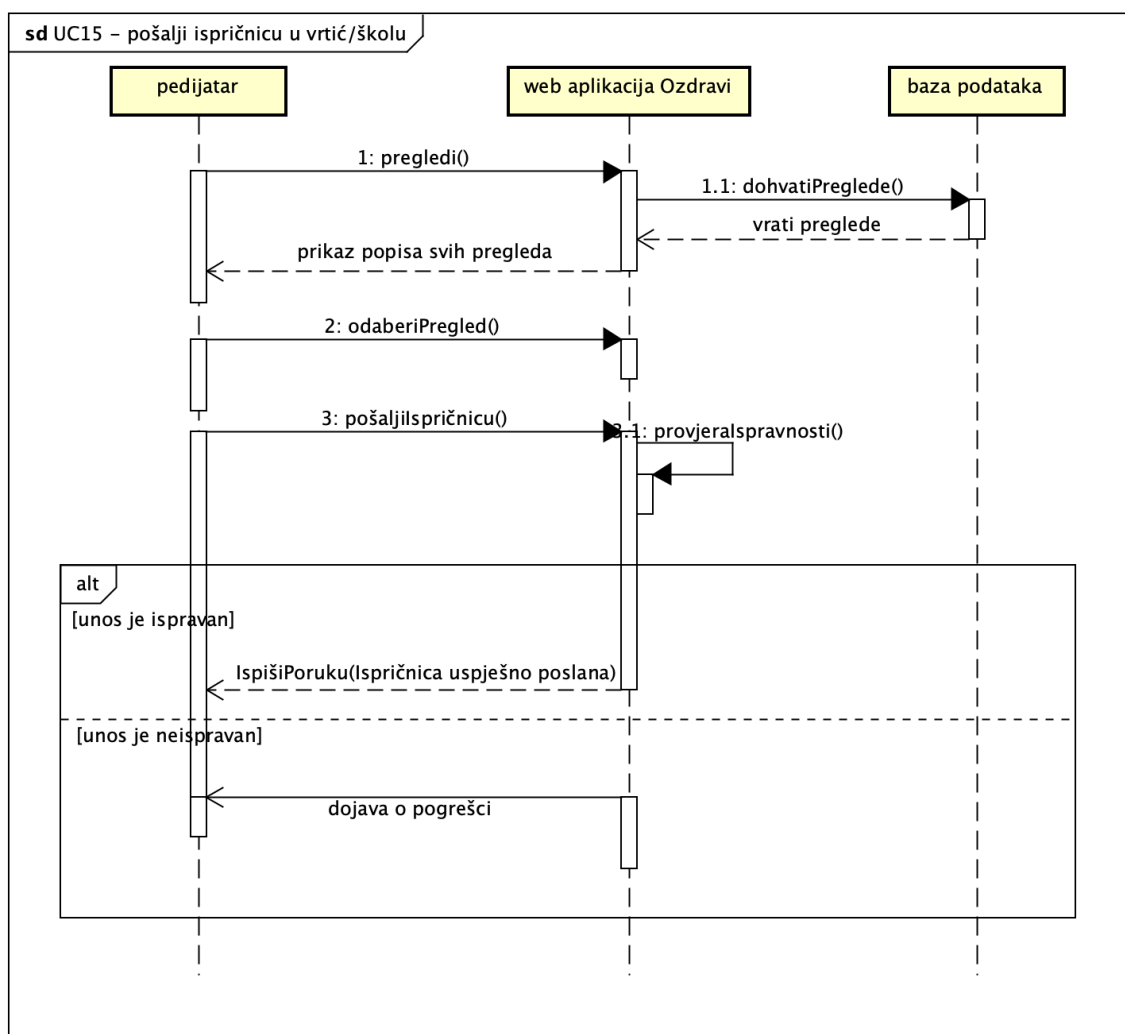 sd UC15 – pošalji ispričnicu u vrtić/školu
pedijatar
web aplikacija Ozdravi
baza podataka
1: pregledi()
1.1: dohvatiPreglede()
vrati preglede
prikaz popisa svih pregleda
2: odaberiPregled()
3: pošaljiIspričnicu()
3.1: provjeraIspravnosti()
alt
[unos je ispravan]
IspišiPoruku(Ispričnica uspješno poslana)
[unos je neispravan]
dojava o pogrešci